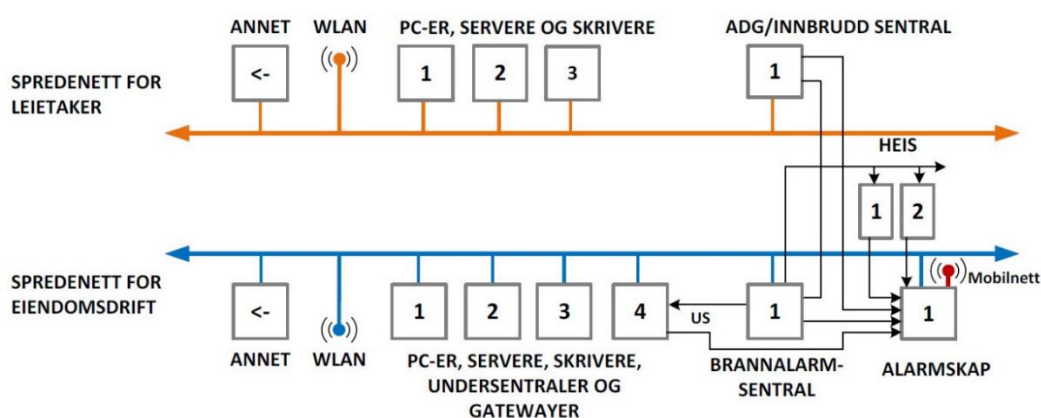 ANNET
WLAN
PC-ER, SERVERE OG SKRIVERE
ADG/INNBRUDD SENTRAL
<-
1
2
3
1
SPREDENETT FOR
LEIETAKER
HEIS
1
2
SPREDENETT FOR
EIENDOMSDRIFT
Mobilnett
<-
1
2
3
4
US
1
1
ANNET
WLAN
PC-ER, SERVERE, SKRIVERE,
UNDERSENTRALER OG
GATEWAYER
BRANNALARM-
SENTRAL
ALARMSKAP